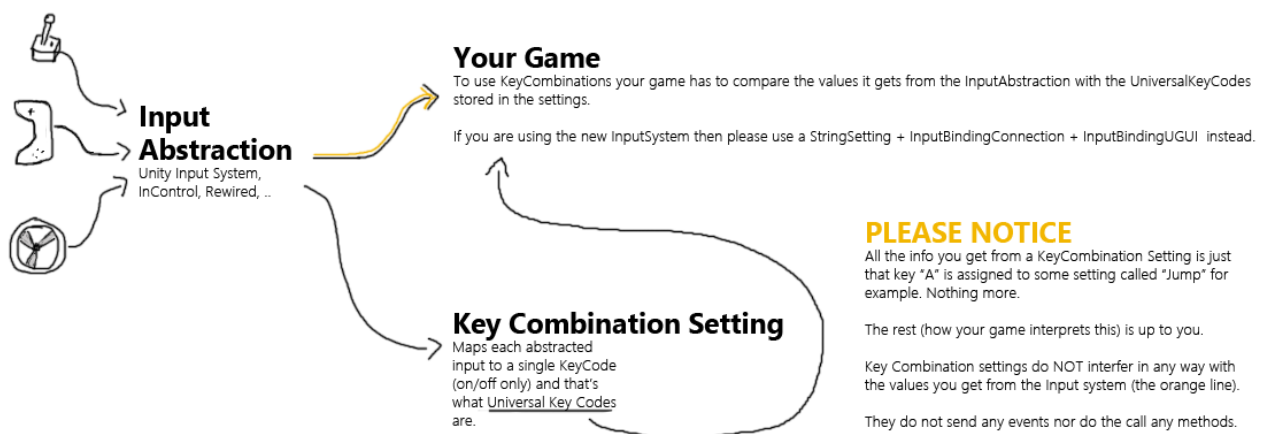 Your Game
To use KeyCombinations your game has to compare the values it gets from the InputAbstraction with the UniversalKeyCodes
stored in the settings.
If you are using the new InputSystem then please use a StringSetting + InputBindingConnection + InputBindingUGUI instead.
Input
Abstraction
Unity Input System,
InControl, Rewired, ..
PLEASE NOTICE
All the info you get from a KeyCombination Setting is just
that key “A” is assigned to some setting called “Jump” for
example. Nothing more.
The rest (how your game interprets this) is up to you.
Key Combination settings do NOT interfer in any way with
the values you get from the Input system (the orange line).
They do not send any events nor do the call any methods.
Key Combination Setting
Maps each abstracted
input to a single KeyCode
(on/off only) and that’s
what Universal Key Codes
are.